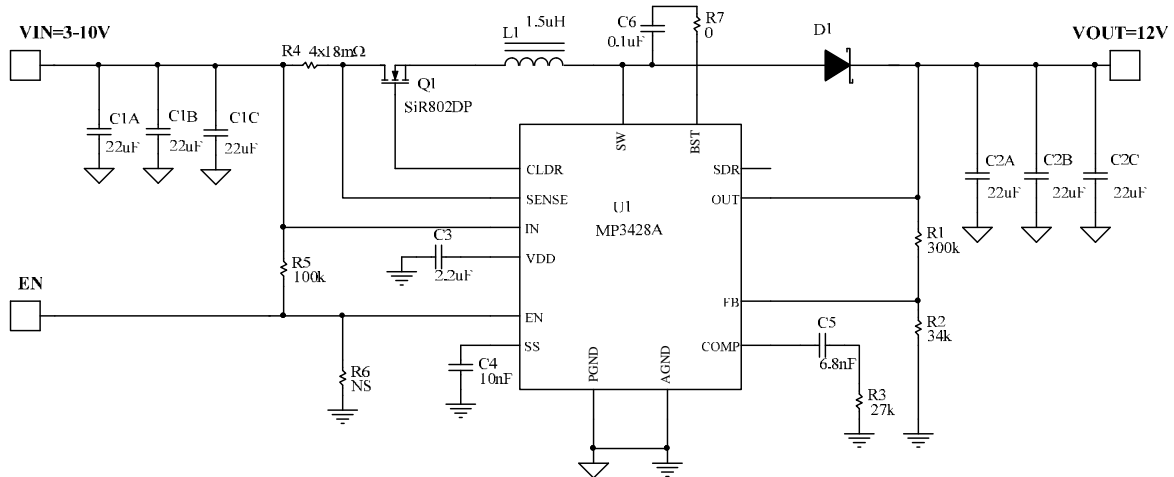 VIN=3-10V
R4 4x18mΩ
L1
1.5uH
C6
0.1uF
R7
0
D1
VOUT=12V
Q1
SiR802DP
C1A
22uF
C1B
22uF
C1C
22uF
SW
BST
CLDR
SENSE
IN
VDD
EN
SS
U1
MP3428A
SDR
OUT
FB
COMP
PGND
AGND
C2A
22uF
C2B
22uF
C2C
22uF
C3
2.2uF
R5
100k
R1
300k
EN
R6
NS
C4
10nF
C5
6.8nF
R3
27k
R2
34k